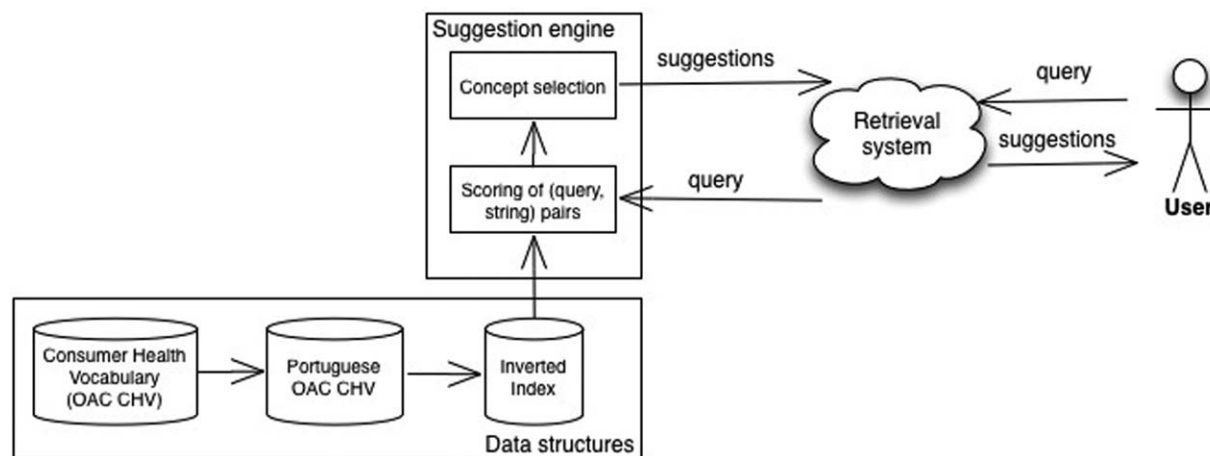 Suggestion engine
Concept selection
suggestions
query
Retrieval
system
suggestions
Scoring of (query,
string) pairs
query
User
Consumer Health
Vocabulary
(OAC CHV)
Portuguese
OAC CHV
Inverted
Index
Data structures